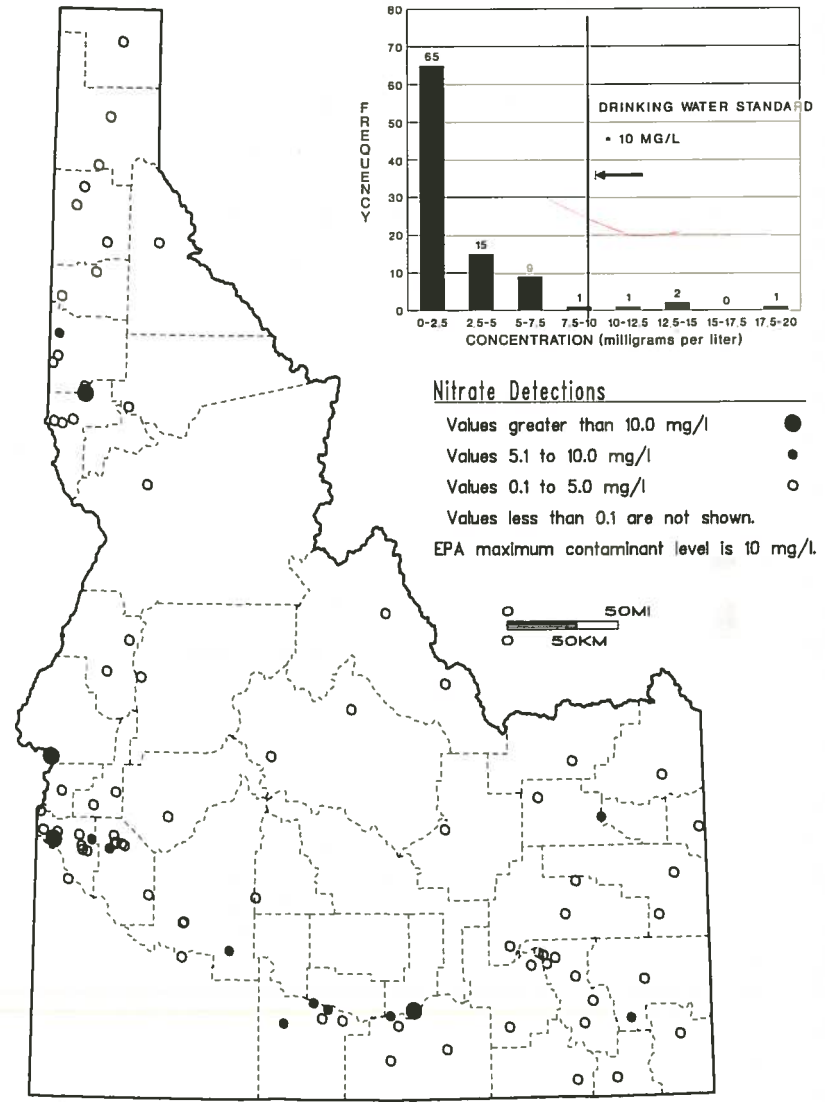 80
70
60
50
40
30
20
10
0
FREQUENCY
65
15
9
1
1
2
0
1
DRINKING WATER STANDARD
• 10 MG/L
0-2.5 2.5-5 5-7.5 7.5-10 10-12.5 12.5-15 15-17.5 17.5-20
CONCENTRATION (milligrams per liter)
Nitrate Detections
Values greater than 10.0 mg/l
Values 5.1 to 10.0 mg/l
Values 0.1 to 5.0 mg/l
Values less than 0.1 are not shown.
EPA maximum contaminant level is 10 mg/l.
0 50MI
0 50KM